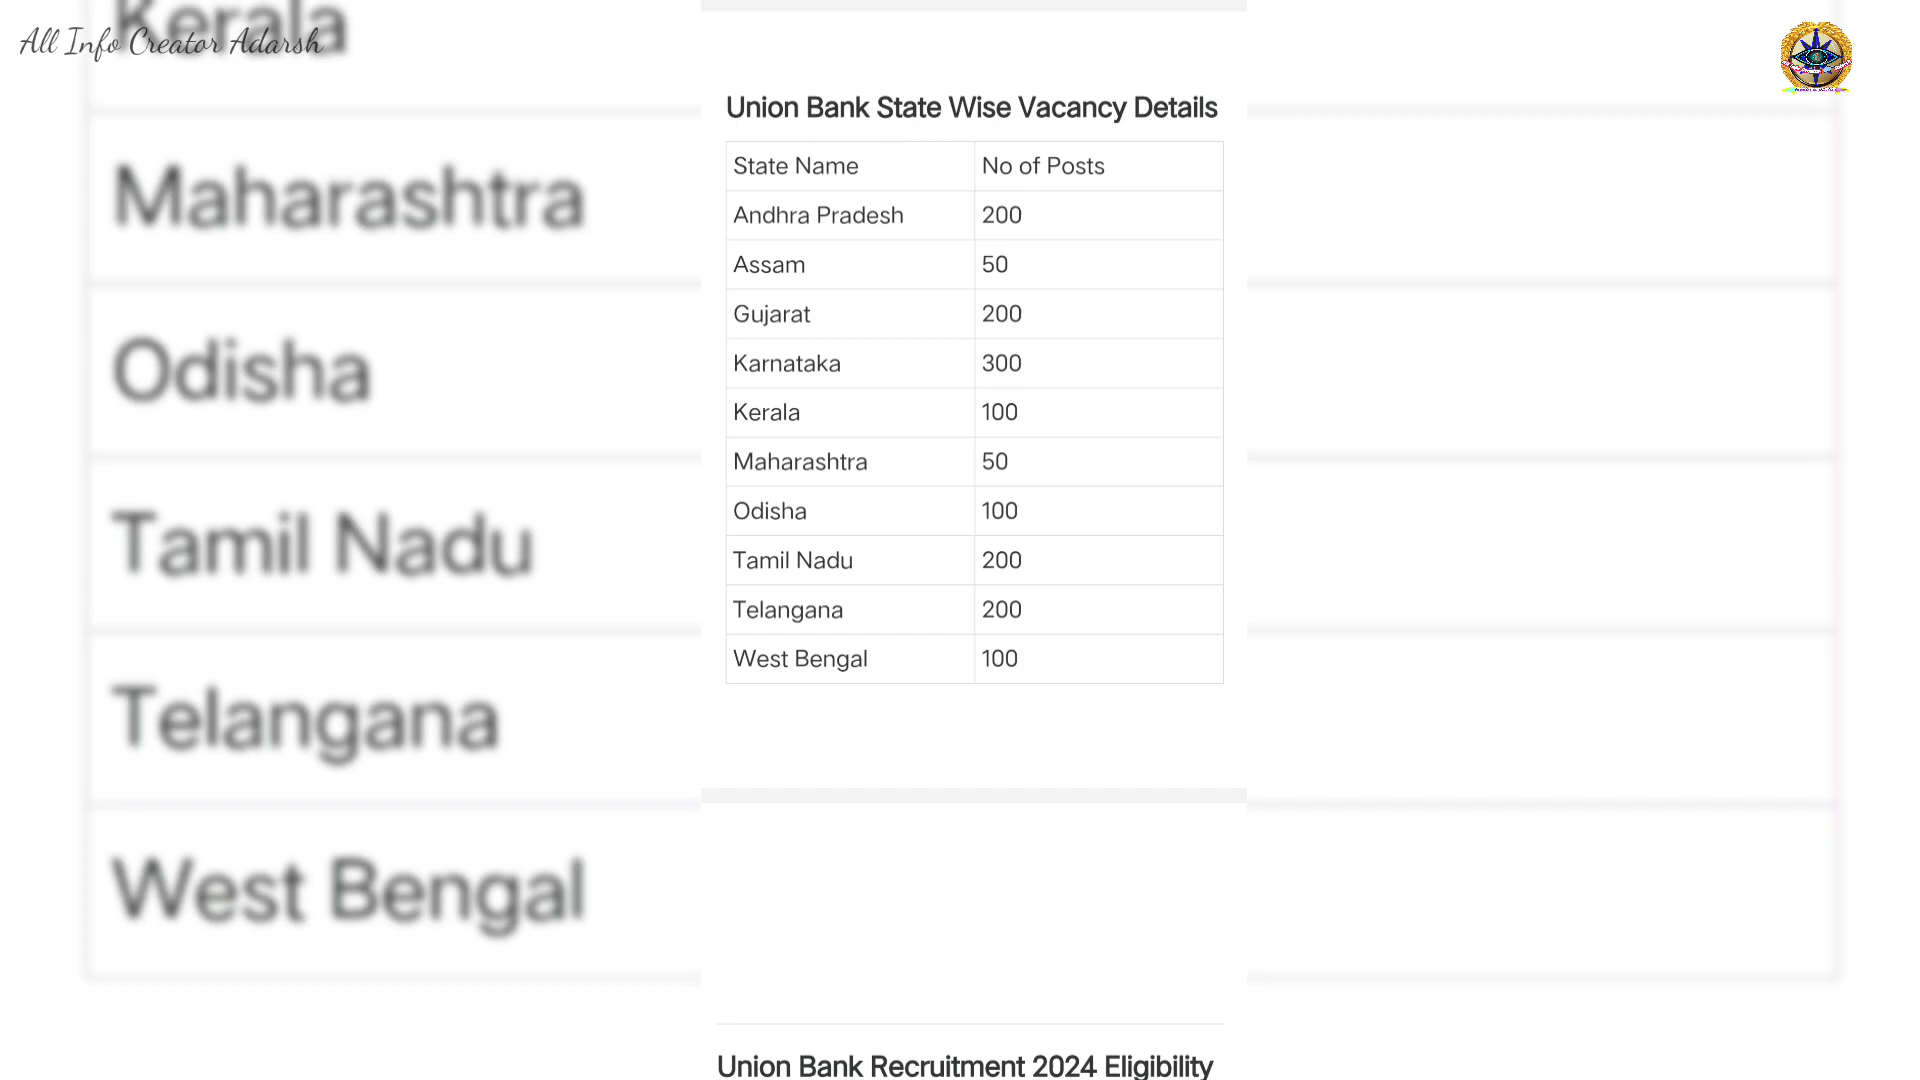 All Info Creator Adarsh
Kerala
Maharashtra
Odisha
Tamil Nadu
Telangana
West Bengal
Union Bank State Wise Vacancy Details
State Name No of Posts
Andhra Pradesh 200
Assam 50
Gujarat 200
Karnataka 300
Kerala 100
Maharashtra 50
Odisha 100
Tamil Nadu 200
Telangana 200
West Bengal 100
Union Bank Recruitment 2024 Eligibility